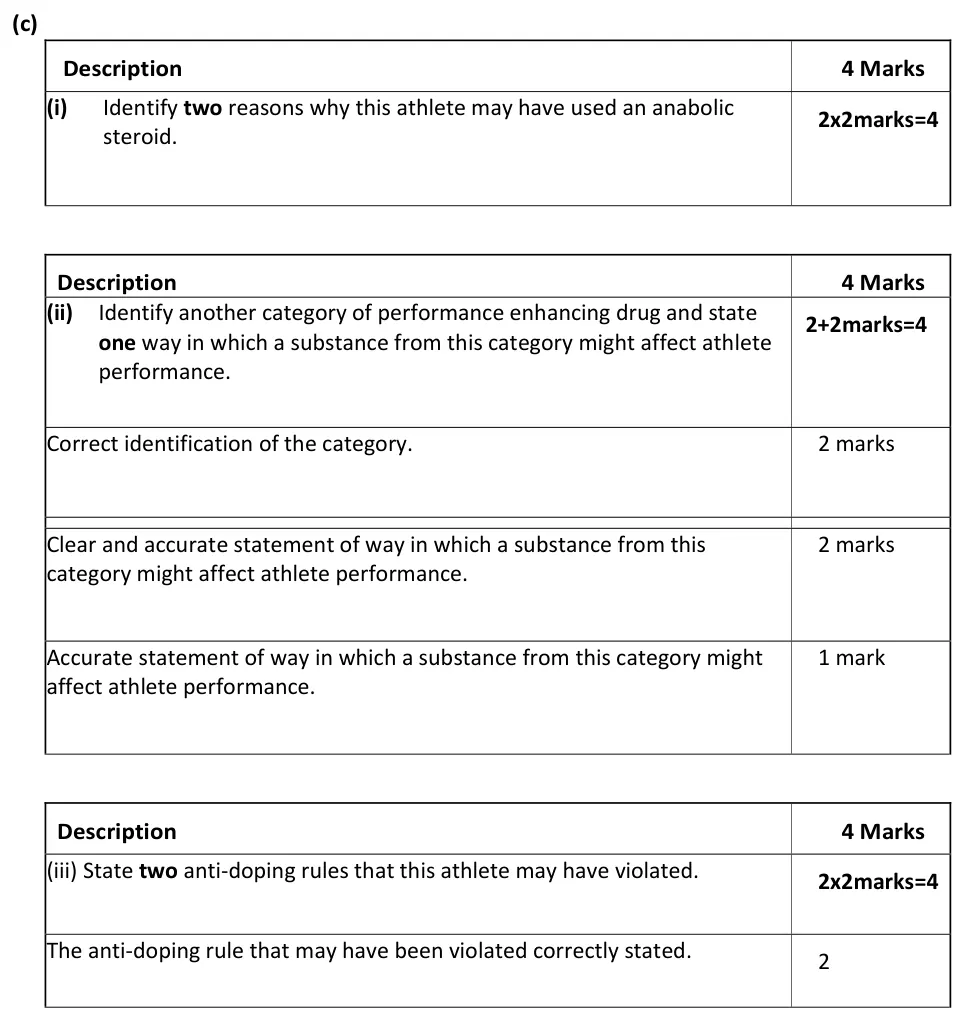 (c)
Description 4 Marks
(i) Identify two reasons why this athlete may have used an anabolic 2x2marks=4
steroid.
Description 4 Marks
(ii) Identify another category of performance enhancing drug and state 2+2marks=4
one way in which a substance from this category might affect athlete
performance.
Correct identification of the category. 2 marks
Clear and accurate statement of way in which a substance from this 2 marks
category might affect athlete performance.
Accurate statement of way in which a substance from this category might 1 mark
affect athlete performance.
Description 4 Marks
(iii) State two anti-doping rules that this athlete may have violated. 2x2marks=4
The anti-doping rule that may have been violated correctly stated. 2